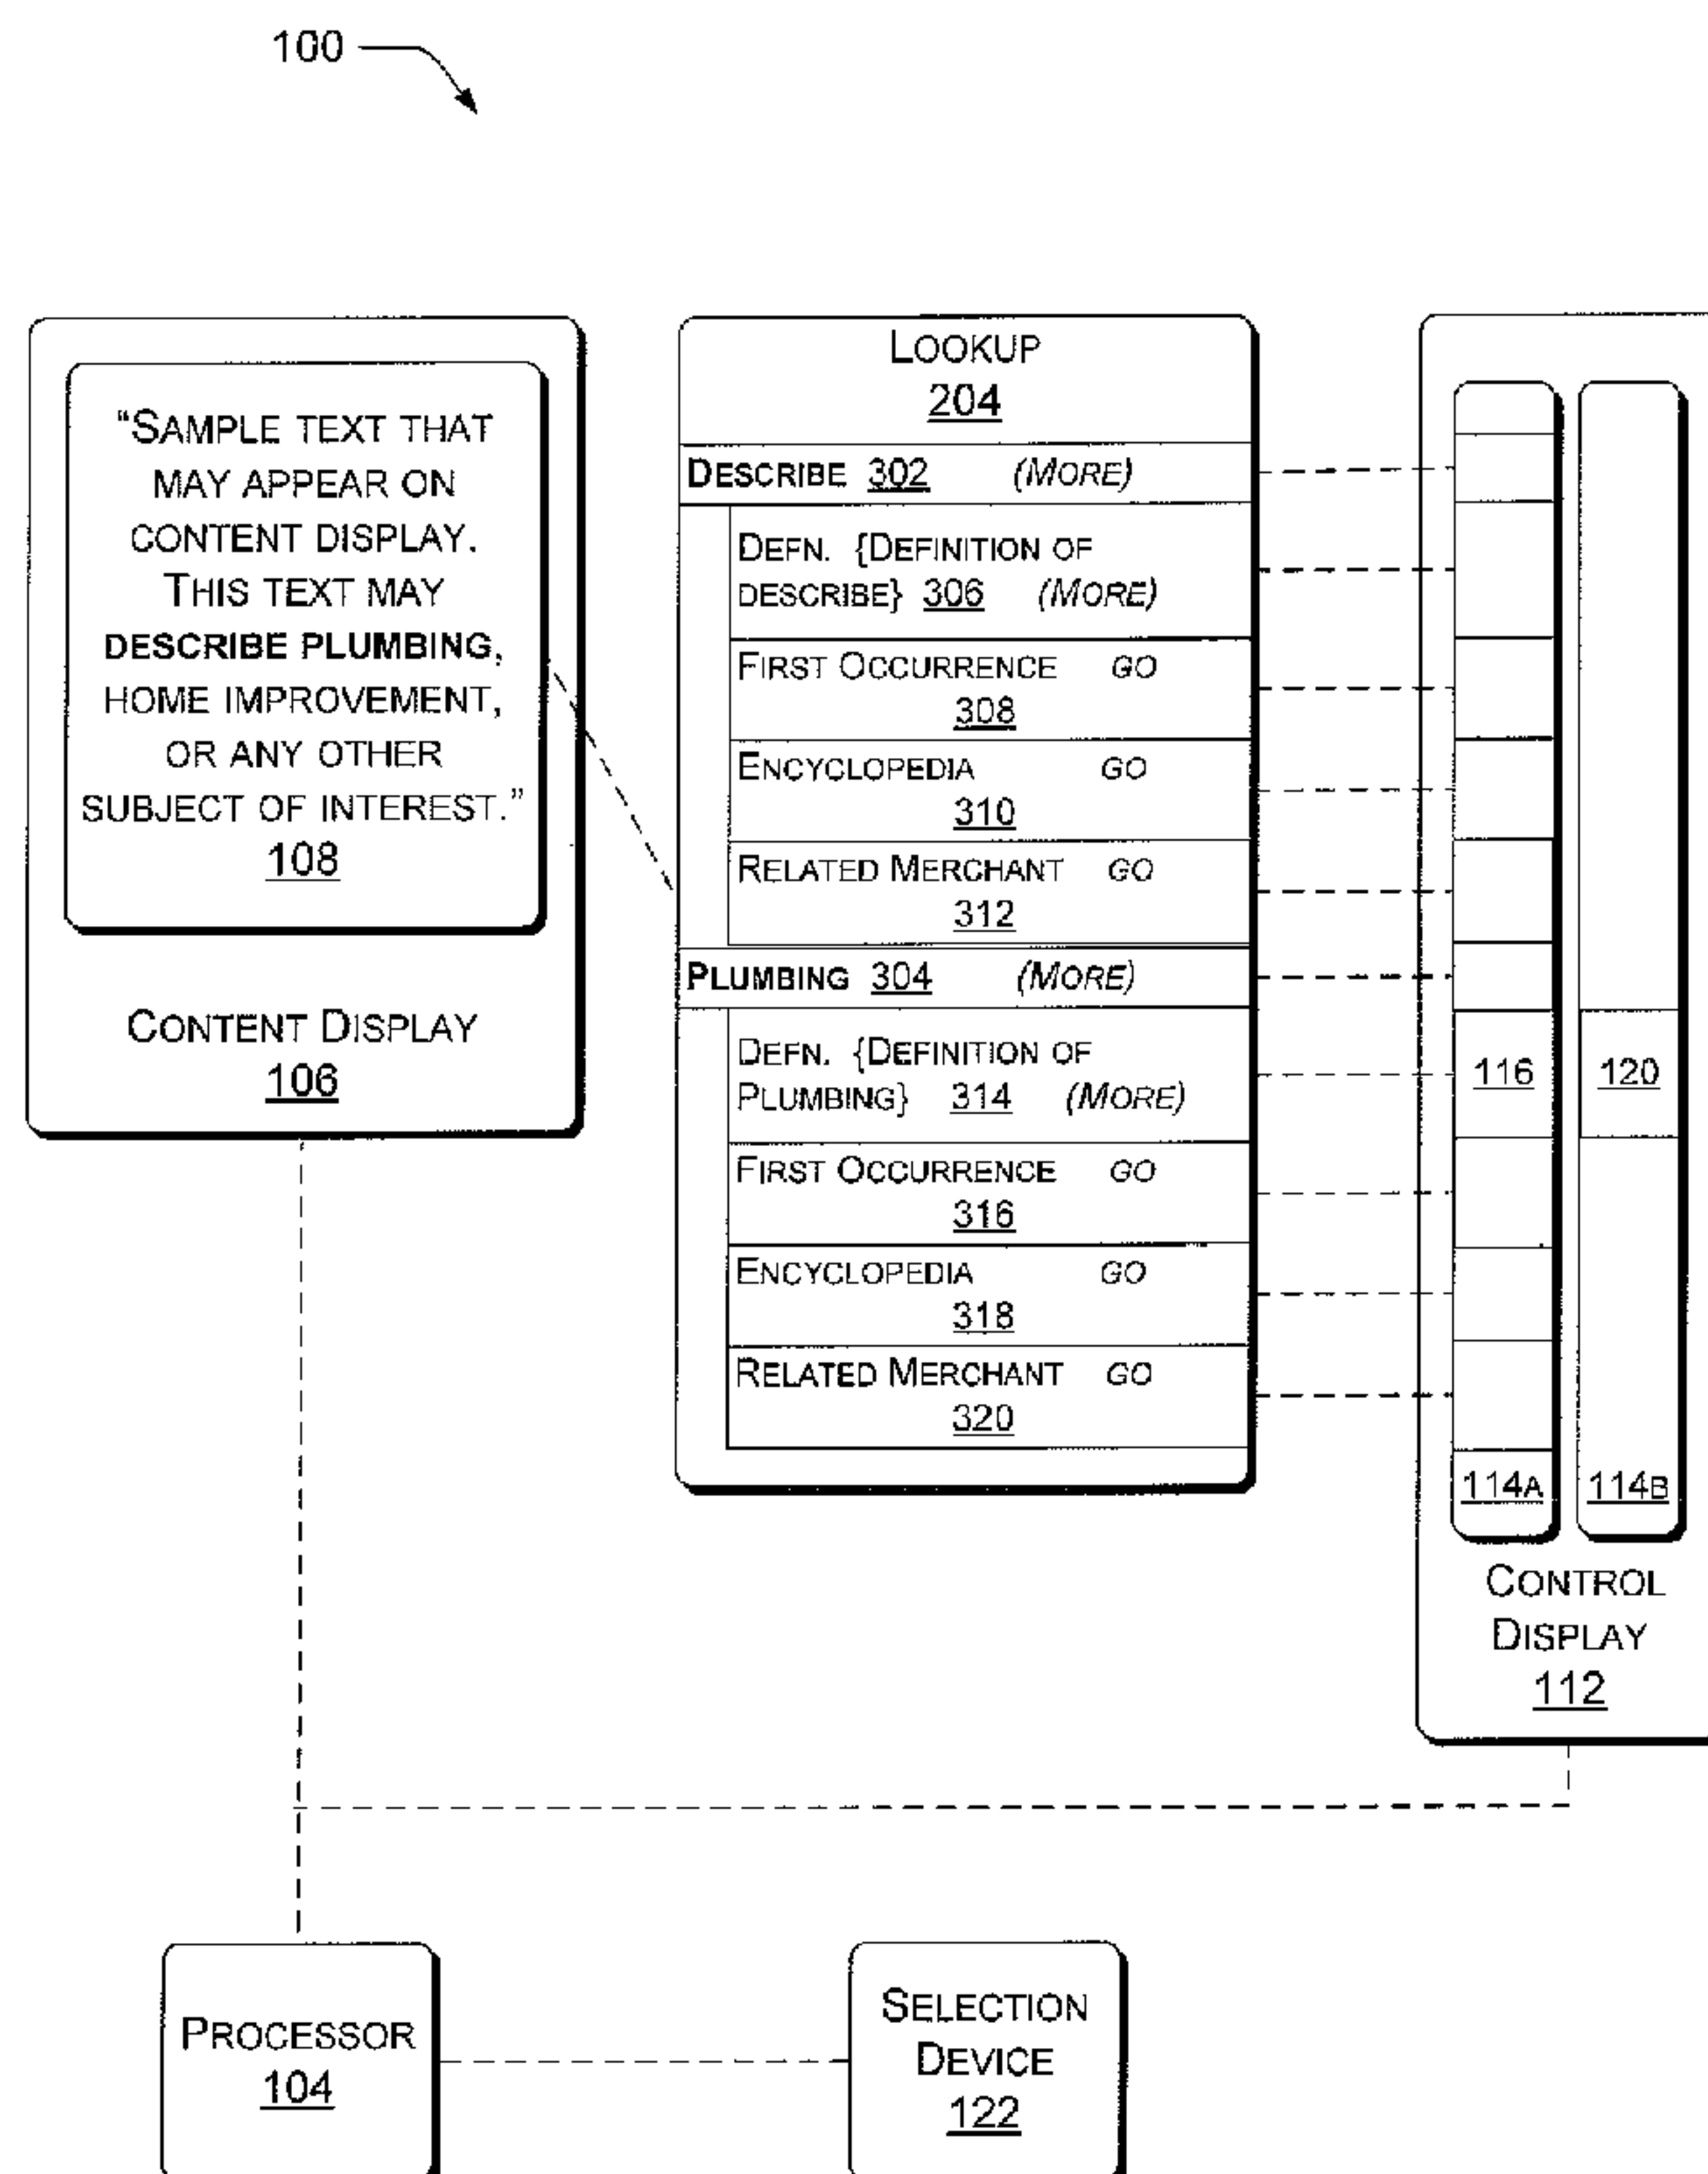 100
“SAMPLE TEXT THAT
MAY APPEAR ON
CONTENT DISPLAY.
THIS TEXT MAY
DESCRIBE PLUMBING,
HOME IMPROVEMENT,
OR ANY OTHER
SUBJECT OF INTEREST.”
108
CONTENT DISPLAY
106
LOOKUP
204
DESCRIBE 302 (MORE)
DEFN. {DEFINITION OF
DESCRIBE} 306 (MORE)
FIRST OCCURRENCE GO
308
ENCYCLOPEDIA GO
310
RELATED MERCHANT GO
312
PLUMBING 304 (MORE)
DEFN. {DEFINITION OF
PLUMBING} 314 (MORE)
FIRST OCCURRENCE GO
316
ENCYCLOPEDIA GO
318
RELATED MERCHANT GO
320
116
120
114A
114B
CONTROL
DISPLAY
112
PROCESSOR
104
SELECTION
DEVICE
122